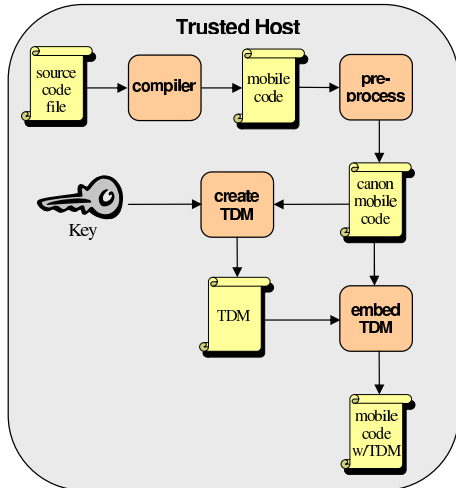 Trusted Host
source
code
file
compiler
mobile
code
pre-
process
Key
create
TDM
canon
mobile
code
TDM
embed
TDM
mobile
code
w/TDM